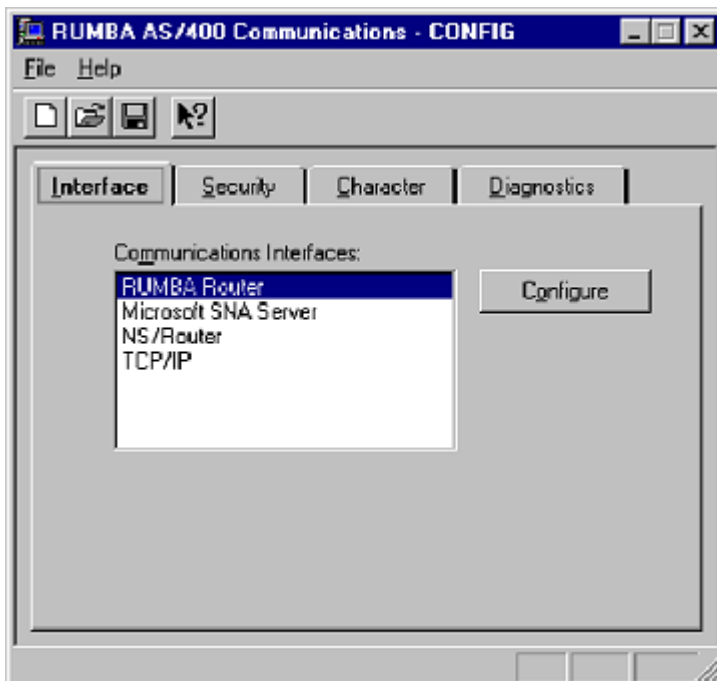 RUMBA AS/400 Communications - CONFIG
File Help
Interface Security Character Diagnostics
Communications Interfaces:
RUMBA Router
Configure
Microsoft SNA Server
NS/Router
TCP/IP